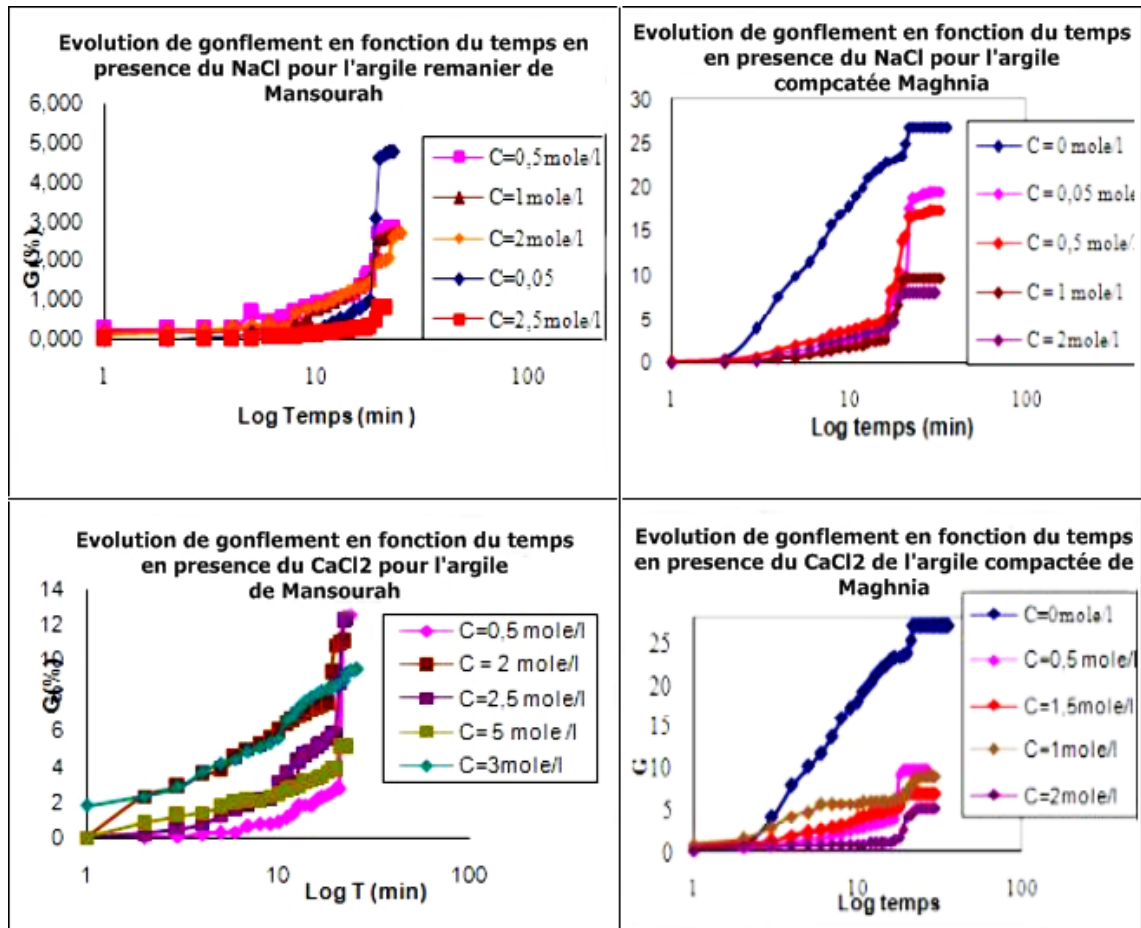 Evolution de gonflement en fonction du temps en
presence du NaCl pour l'argile remanier de
Mansourah
6,000
5,000
4,000
3,000
2,000
1,000
0,000
G (%)
1
10
100
Log Temps (min )
C=0,5mole/l
C=1mole/l
C=2mole/l
C=0,05
C=2,5mole/l
Evolution de gonflement en fonction du temps
en presence du NaCl pour l'argile
compcatée Maghnia
30
25
20
15
10
5
0
1
10
100
Log temps (min)
C = 0 mole/l
C = 0,05 mole
C = 0,5 mole/
C = 1 mole/l
C = 2mole/l
Evolution de gonflement en fonction du temps
en presence du CaCl2 pour l'argile
de Mansourah
14
12
10
8
6
4
2
0
G(%)
1
10
100
Log T (min)
C=0,5 mole/l
C = 2 mole/l
C=2,5 mole/l
C= 5 mole /l
C=3mole/l
Evolution de gonflement en fonction du temps
en presence du CaCl2 de l'argile compactée de
Maghnia
25
20
15
10
5
0
G
1
10
100
Log temps
C=0mole/l
C=0,5 mole/l
C=1,5mole/l
C=1mole/l
C=2mole/l